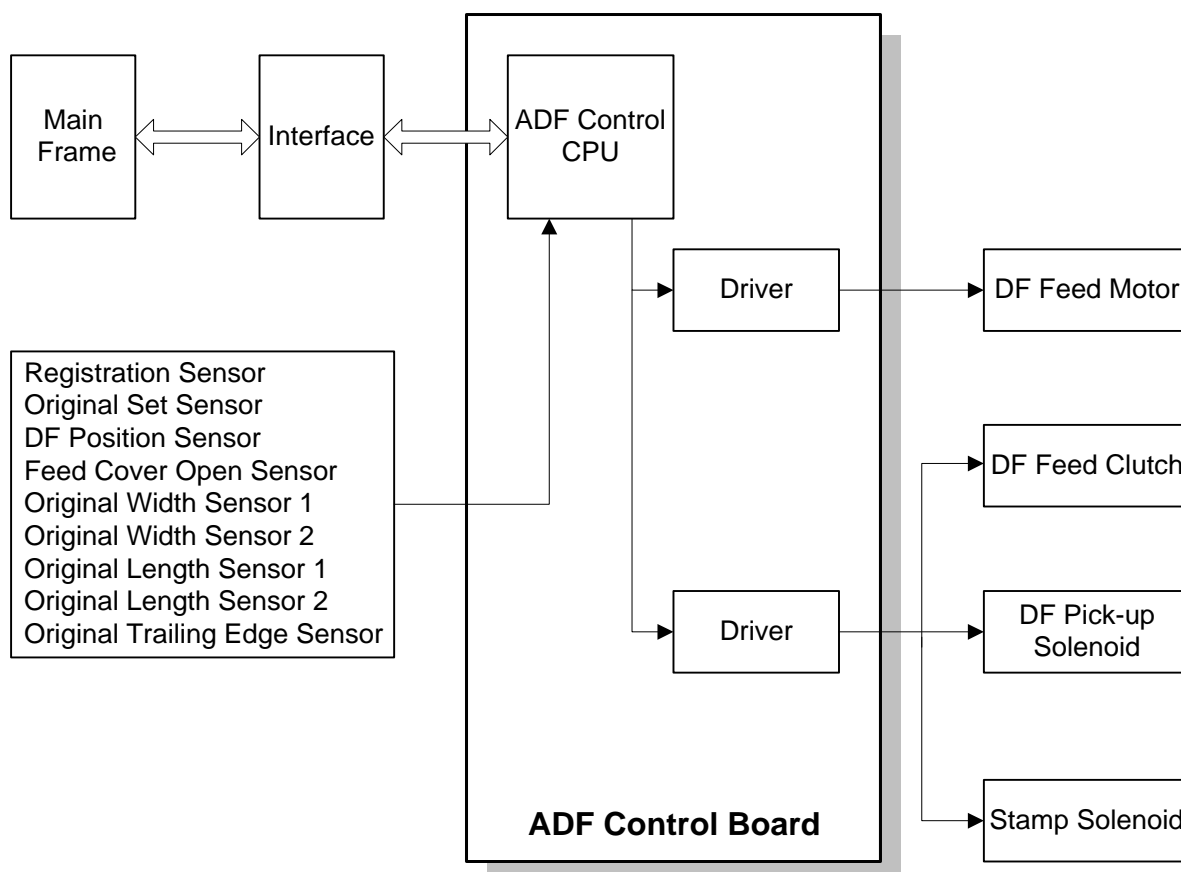 Main
Frame
Interface
ADF Control
CPU
Driver
DF Feed Motor
Registration Sensor
Original Set Sensor
DF Position Sensor
Feed Cover Open Sensor
Original Width Sensor 1
Original Width Sensor 2
Original Length Sensor 1
Original Length Sensor 2
Original Trailing Edge Sensor
DF Feed Clutch
Driver
DF Pick-up
Solenoid
Stamp Solenoid
ADF Control Board